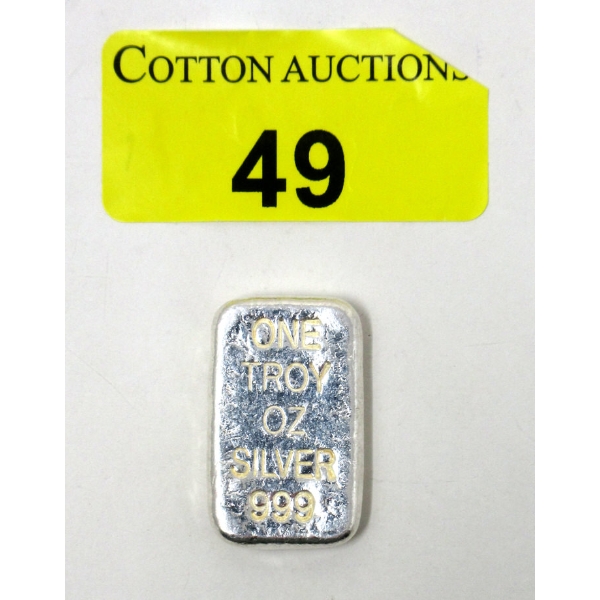 COTTON AUCTIONS
49
ONE
TROY
OZ
SILVER
999